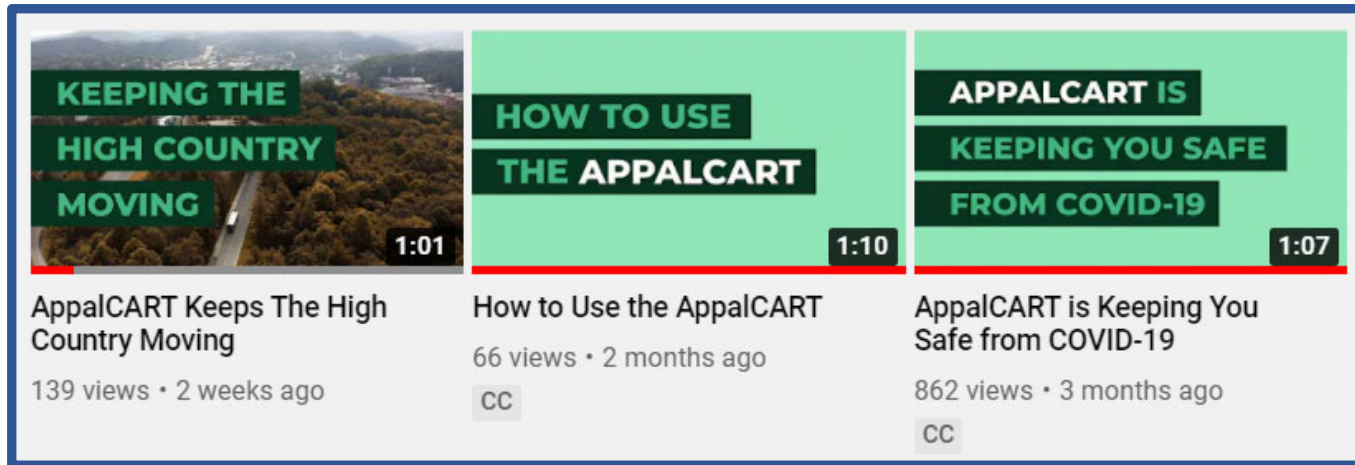 KEEPING THE
HIGH COUNTRY
MOVING
1:01
AppalCART Keeps The High
Country Moving
139 views • 2 weeks ago
HOW TO USE
THE APPALCART
1:10
How to Use the AppalCART
66 views • 2 months ago
CC
APPALCART IS
KEEPING YOU SAFE
FROM COVID-19
1:07
AppalCART is Keeping You
Safe from COVID-19
862 views • 3 months ago
CC